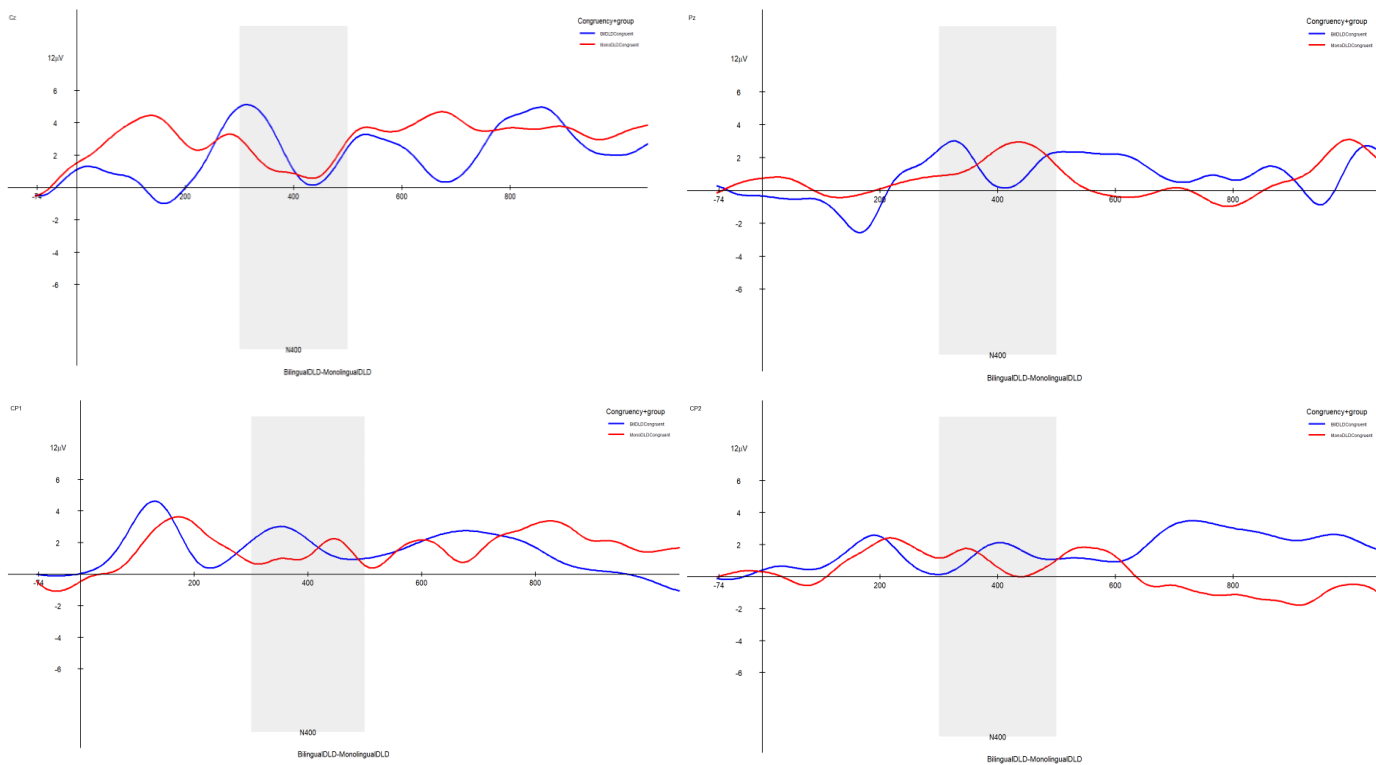 Cz
Congruency+group
BilDLDCongruent
MonoDLDCongruent
12µV
6
4
2
-74
200
400
600
800
-2
-4
-6
N400
BilingualDLD-MonolingualDLD
Pz
Congruency+group
BilDLDCongruent
MonoDLDCongruent
12µV
6
4
2
-74
200
400
600
800
-2
-4
-6
N400
BilingualDLD-MonolingualDLD
CP1
Congruency+group
BilDLDCongruent
MonoDLDCongruent
12µV
6
4
2
-74
200
400
600
800
-2
-4
-6
N400
BilingualDLD-MonolingualDLD
CP2
Congruency+group
BilDLDCongruent
MonoDLDCongruent
12µV
6
4
2
-74
200
400
600
800
-2
-4
-6
N400
BilingualDLD-MonolingualDLD